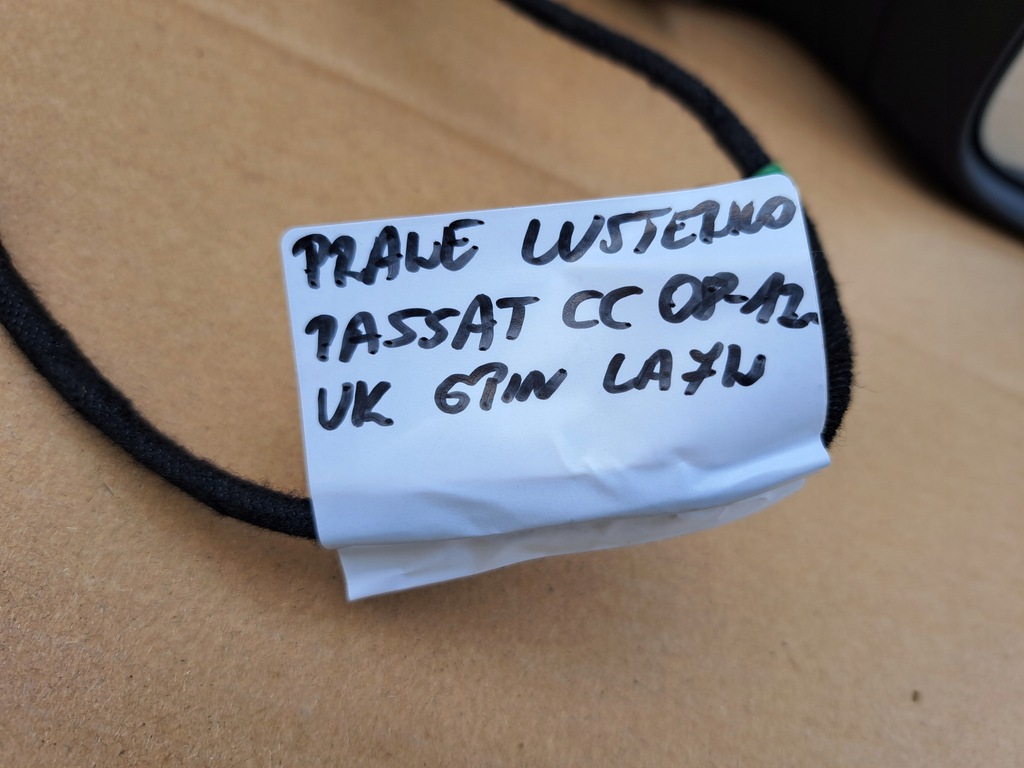 PRAWE LUSTERKO
PASSAT CC 08-12.
UK 6PIN LA7W